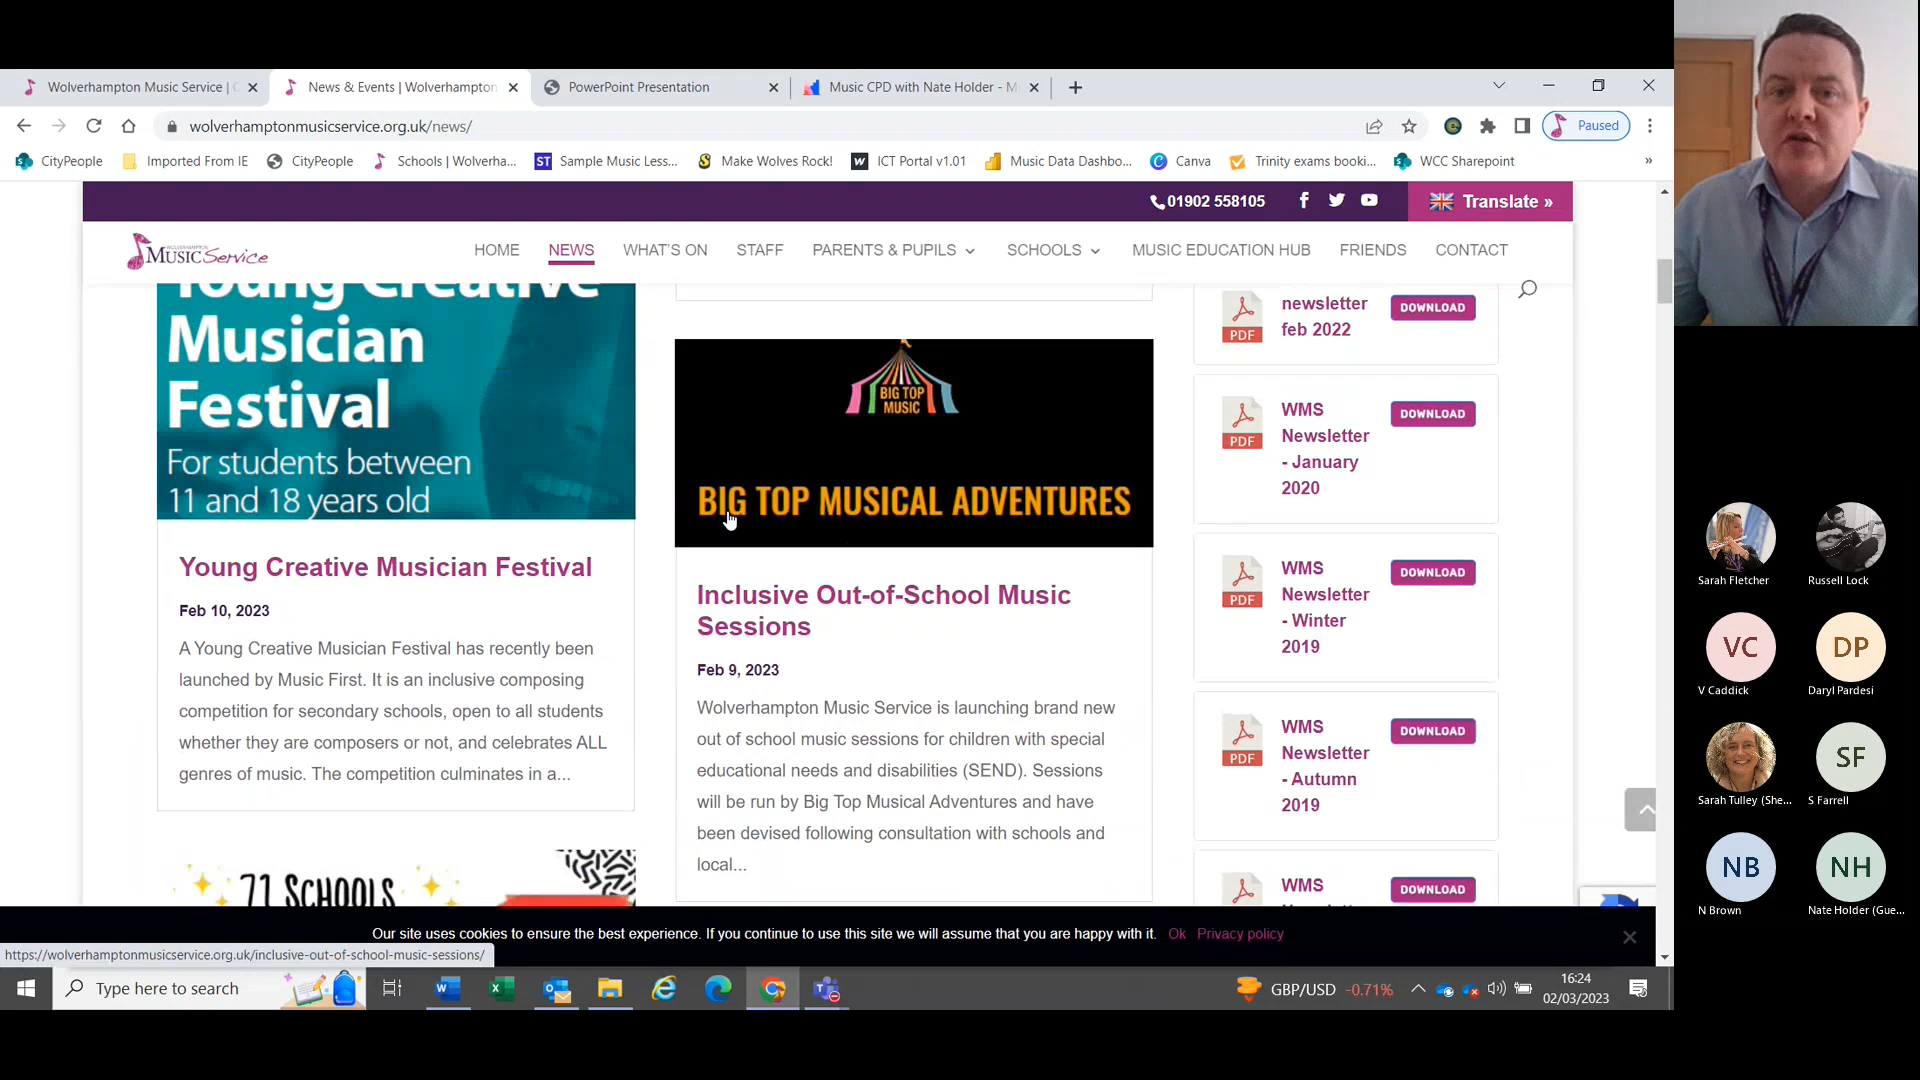 Wolverhampton Music Service | C
News & Events | Wolverhampton
PowerPoint Presentation
Music CPD with Nate Holder - M
wolverhamptonmusicservice.org.uk/news/
Paused
CityPeople
Imported From IE
CityPeople
Schools | Wolverha...
ST
Sample Music Less...
Make Wolves Rock!
ICT Portal v1.01
Music Data Dashbo...
Canva
Trinity exams booki...
WCC Sharepoint
»
01902 558105
Translate »
WOLVERHAMPTON
MUSIC Service
HOME
NEWS
WHAT'S ON
STAFF
PARENTS & PUPILS
SCHOOLS
MUSIC EDUCATION HUB
FRIENDS
CONTACT
Young Creative
Musician
Festival
For students between
11 and 18 years old
Young Creative Musician Festival
Feb 10, 2023
A Young Creative Musician Festival has recently been
launched by Music First. It is an inclusive composing
competition for secondary schools, open to all students
whether they are composers or not, and celebrates ALL
genres of music. The competition culminates in a...
71 SCHOOLS
BIG TOP
MUSIC
BIG TOP MUSICAL ADVENTURES
Inclusive Out-of-School Music
Sessions
Feb 9, 2023
Wolverhampton Music Service is launching brand new
out of school music sessions for children with special
educational needs and disabilities (SEND). Sessions
will be run by Big Top Musical Adventures and have
been devised following consultation with schools and
local...
PDF
newsletter
feb 2022
DOWNLOAD
PDF
WMS
Newsletter
- January
2020
DOWNLOAD
PDF
WMS
Newsletter
- Winter
2019
DOWNLOAD
PDF
WMS
Newsletter
- Autumn
2019
DOWNLOAD
WMS
DOWNLOAD
Our site uses cookies to ensure the best experience. If you continue to use this site we will assume that you are happy with it. Ok Privacy policy
https://wolverhamptonmusicservice.org.uk/inclusive-out-of-school-music-sessions/
Type here to search
GBP/USD -0.71%
16:24
02/03/2023
Sarah Fletcher
Russell Lock
VC
V Caddick
DP
Daryl Pardesi
Sarah Tulley (She...
SF
S Farrell
NB
N Brown
NH
Nate Holder (Gue...